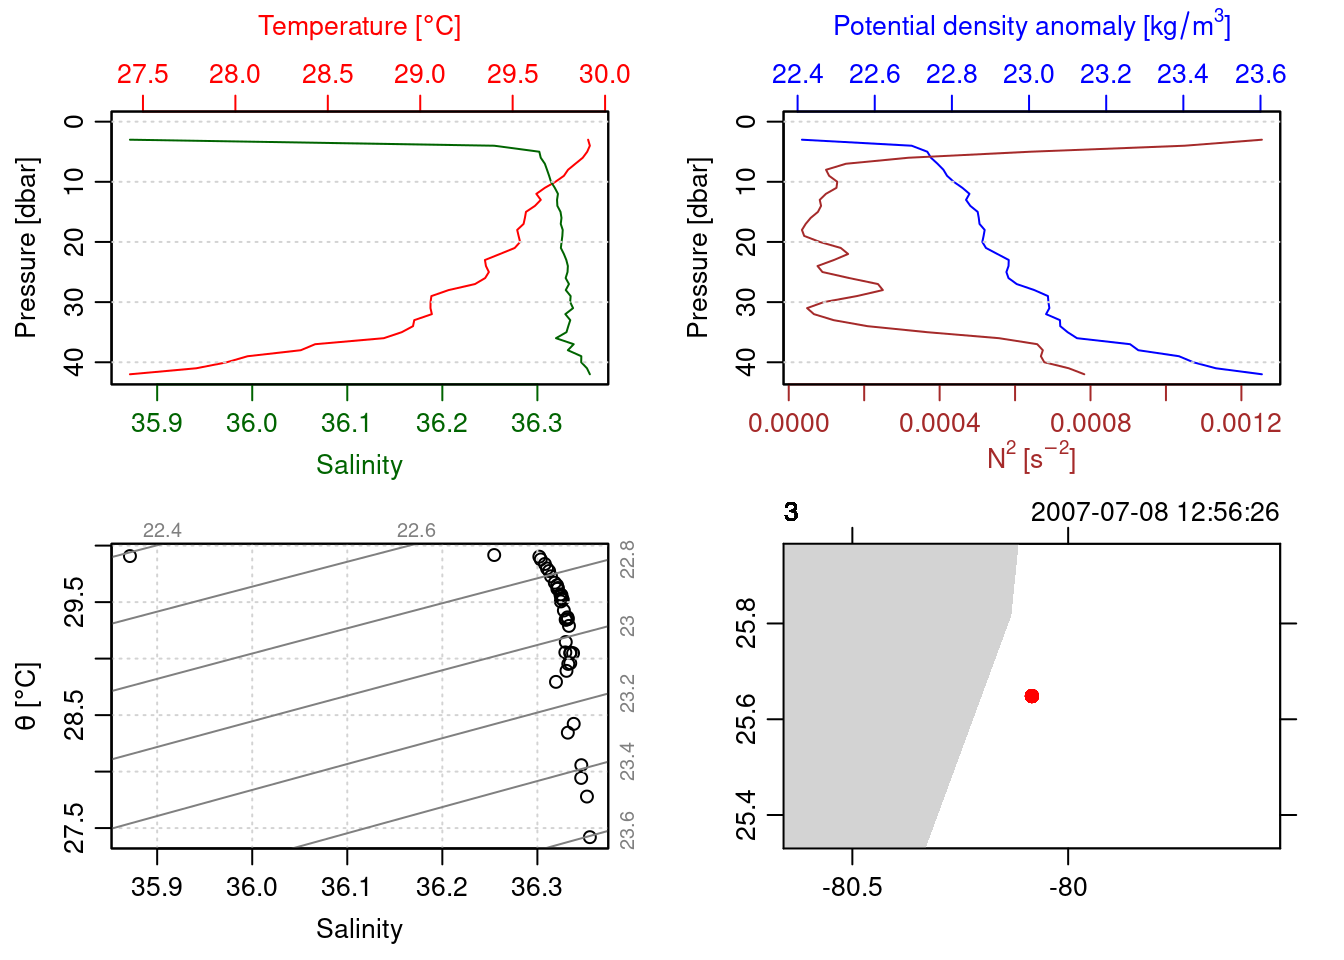 Temperature [°C]
27.5 28.0 28.5 29.0 29.5 30.0
Pressure [dbar]
0
10
20
30
40
35.9 36.0 36.1 36.2 36.3
Salinity
Potential density anomaly [kg/m³]
22.4 22.6 22.8 23.0 23.2 23.4 23.6
Pressure [dbar]
0
10
20
30
40
0.0000 0.0004 0.0008 0.0012
N² [s⁻²]
22.4 22.6
θ [°C]
29.5
28.5
27.5
22.8
23
23.2
23.4
23.6
35.9 36.0 36.1 36.2 36.3
Salinity
3 2007-07-08 12:56:26
25.8
25.6
25.4
-80.5 -80